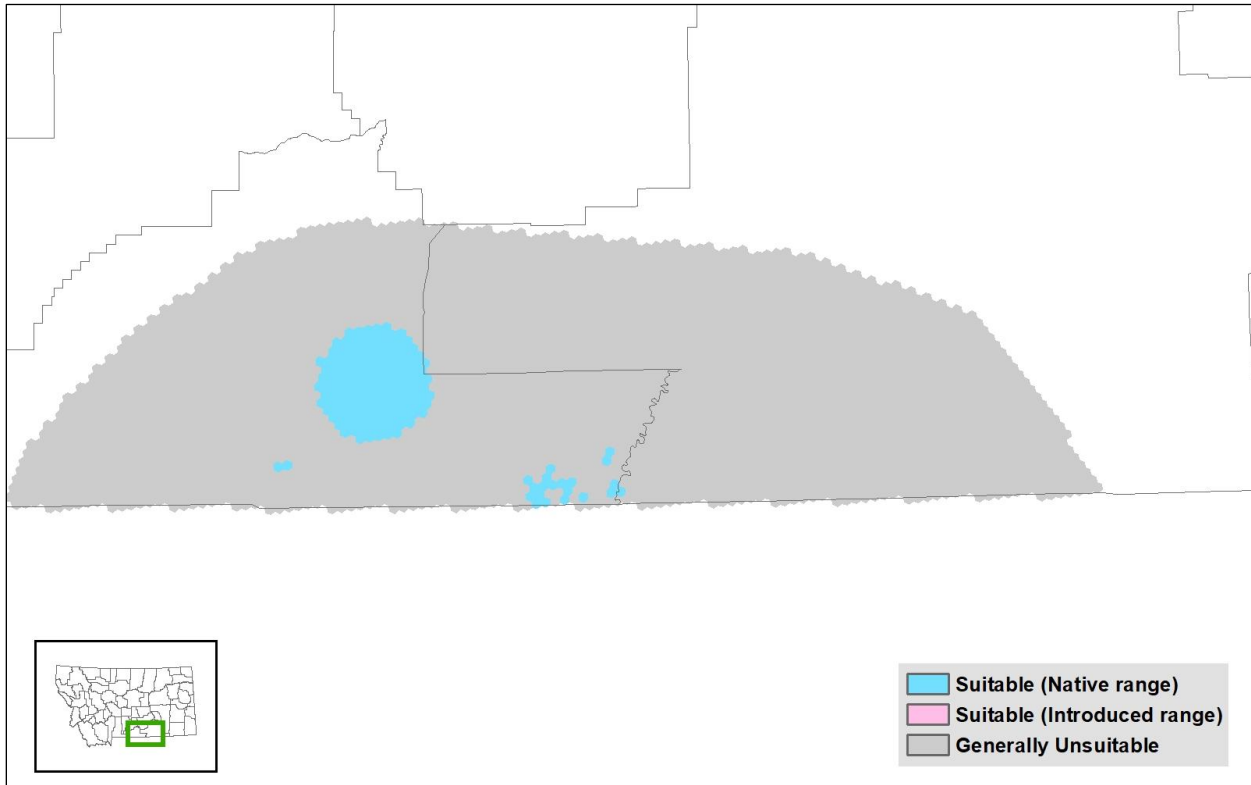 Suitable (Native range)
Suitable (Introduced range)
Generally Unsuitable